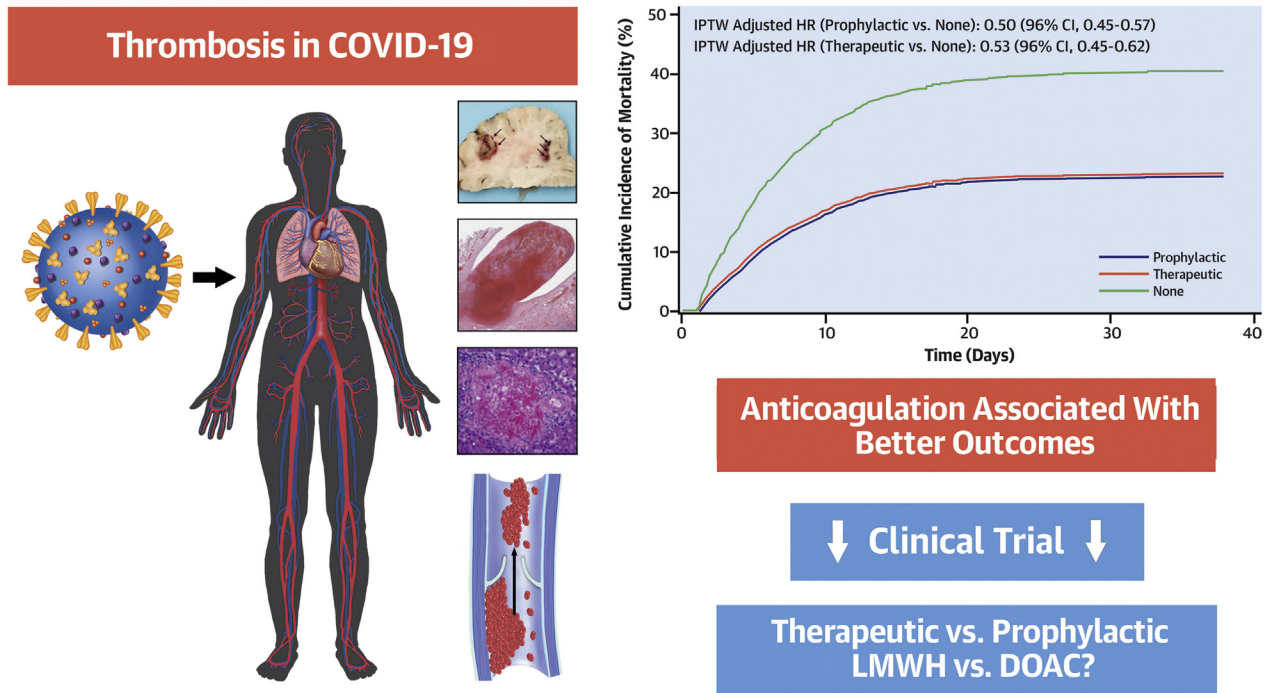 Thrombosis in COVID-19
IPTW Adjusted HR (Prophylactic vs. None): 0.50 (96% CI, 0.45-0.57)
IPTW Adjusted HR (Therapeutic vs. None): 0.53 (96% CI, 0.45-0.62)
Cumulative Incidence of Mortality (%)
50
40
30
20
10
0
Prophylactic
Therapeutic
None
0
10
20
30
40
Time (Days)
Anticoagulation Associated With
Better Outcomes
Clinical Trial
Therapeutic vs. Prophylactic
LMWH vs. DOAC?